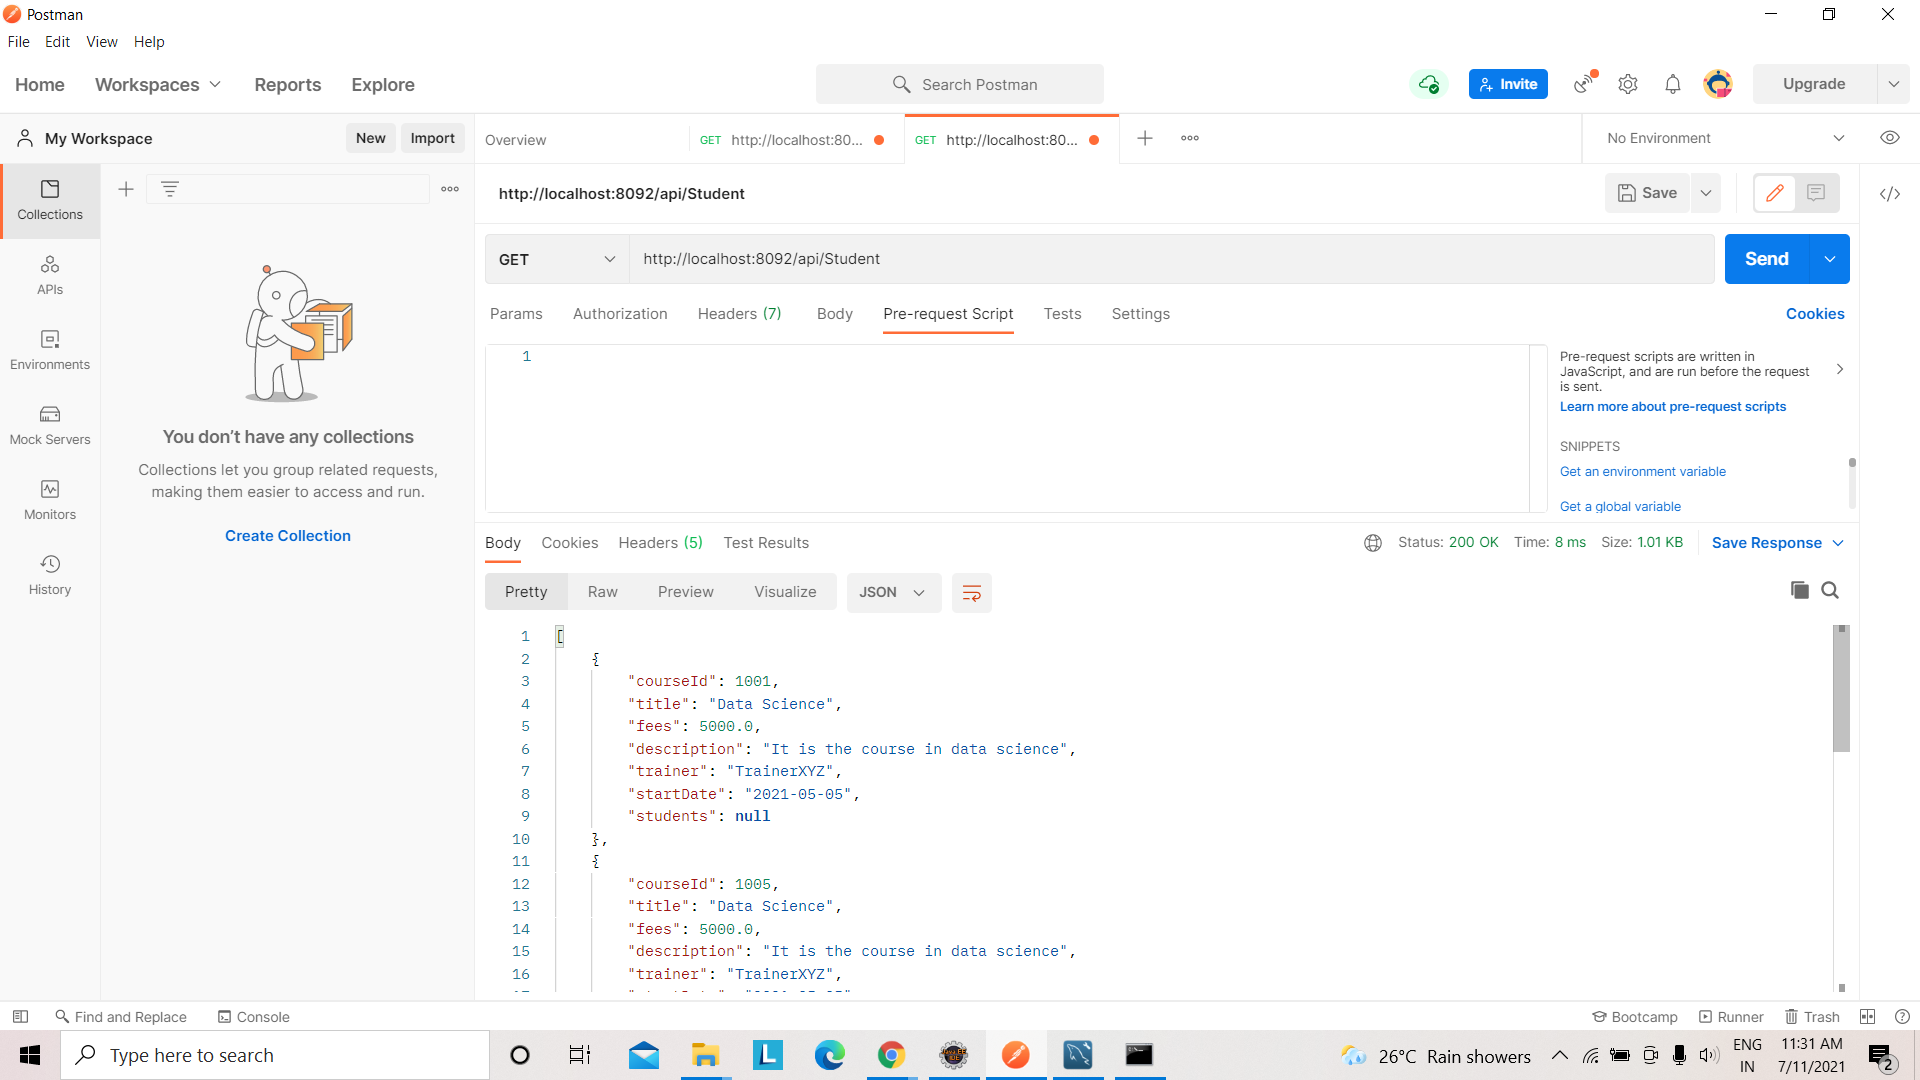 Postman
File Edit View Help
Home Workspaces Reports Explore
Search Postman
Invite
Upgrade
My Workspace
New Import
Overview
GET http://localhost:80...
GET http://localhost:80...
No Environment
Collections
APIs
Environments
Mock Servers
Monitors
History
You don’t have any collections
Collections let you group related requests,
making them easier to access and run.
Create Collection
http://localhost:8092/api/Student
Save
GET http://localhost:8092/api/Student
Send
Params Authorization Headers (7) Body Pre-request Script Tests Settings
Cookies
1
Pre-request scripts are written in
JavaScript, and are run before the request
is sent.
Learn more about pre-request scripts
SNIPPETS
Get an environment variable
Get a global variable
Body Cookies Headers (5) Test Results
Status: 200 OK Time: 8 ms Size: 1.01 KB
Save Response
Pretty Raw Preview Visualize JSON
1 [
2 {
3 "courseId": 1001,
4 "title": "Data Science",
5 "fees": 5000.0,
6 "description": "It is the course in data science",
7 "trainer": "TrainerXYZ",
8 "startDate": "2021-05-05",
9 "students": null
10 },
11 {
12 "courseId": 1005,
13 "title": "Data Science",
14 "fees": 5000.0,
15 "description": "It is the course in data science",
16 "trainer": "TrainerXYZ",
Find and Replace Console
Bootcamp Runner Trash
Type here to search
26°C Rain showers
ENG
IN
11:31 AM
7/11/2021
2